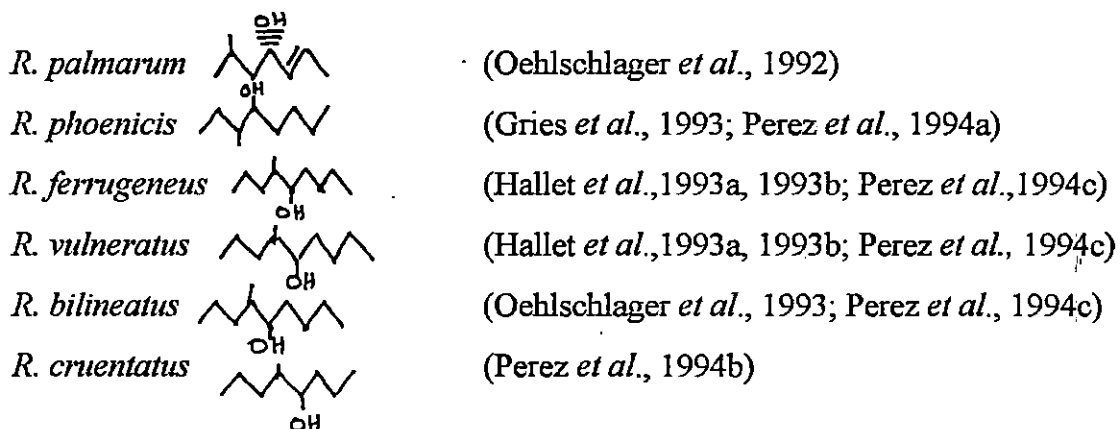 OH
R. palmarum (Oehlschlager et al., 1992)
OH
R. phoenicis (Gries et al., 1993; Perez et al., 1994a)
R. ferrugeneus (Hallet et al.,1993a, 1993b; Perez et al.,1994c)
OH
R. vulneratus (Hallet et al.,1993a, 1993b; Perez et al., 1994c)
OH
R. bilineatus (Oehlschlager et al., 1993; Perez et al., 1994c)
OH
R. cruentatus (Perez et al., 1994b)
OH